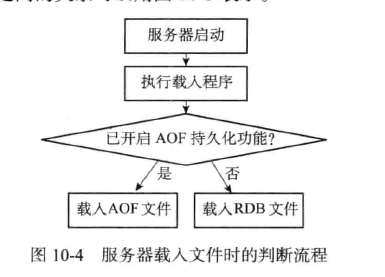 服务器启动
执行载入程序
已开启 AOF 持久化功能?
是
否
载入AOF 文件
载入RDB 文件
图 10-4 服务器载入文件时的判断流程